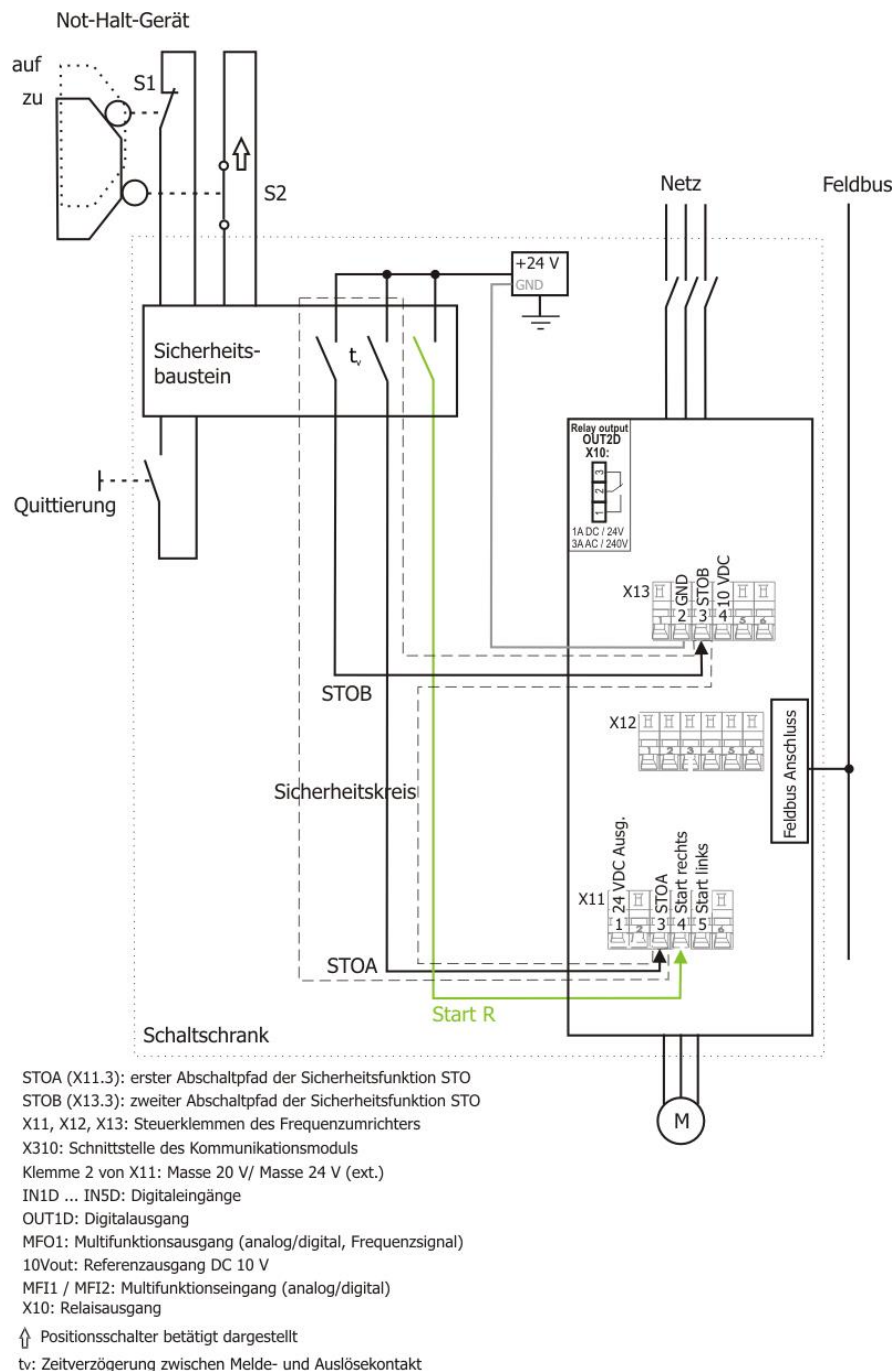 Not-Halt-Gerät
auf
zu
S1
S2
Netz
Feldbus
+24 V
GND
Sicherheits-
baustein
tv
Quittierung
Relay output
OUT2D
X10:
3
2
1
1A DC / 24V
3A AC / 240V
X13
1 2 3 4 5 6
GND
STOB
10 VDC
STOB
X12
1 2 3 4 5 6
Feldbus Anschluss
Sicherheitskreis
X11
1 2 3 4 5 6
24 VDC Ausg.
STOA
Start rechts
Start links
STOA
Start R
Schaltschrank
M
STOA (X11.3): erster Abschaltpfad der Sicherheitsfunktion STO
STOB (X13.3): zweiter Abschaltpfad der Sicherheitsfunktion STO
X11, X12, X13: Steuerklemmen des Frequenzumrichters
X310: Schnittstelle des Kommunikationsmoduls
Klemme 2 von X11: Masse 20 V/ Masse 24 V (ext.)
IN1D ... IN5D: Digitaleingänge
OUT1D: Digitalausgang
MFO1: Multifunktionsausgang (analog/digital, Frequenzsignal)
10Vout: Referenzausgang DC 10 V
MFI1 / MFI2: Multifunktionseingang (analog/digital)
X10: Relaisausgang
⇧ Positionsschalter betätigt dargestellt
tv: Zeitverzögerung zwischen Melde- und Auslösekontakt